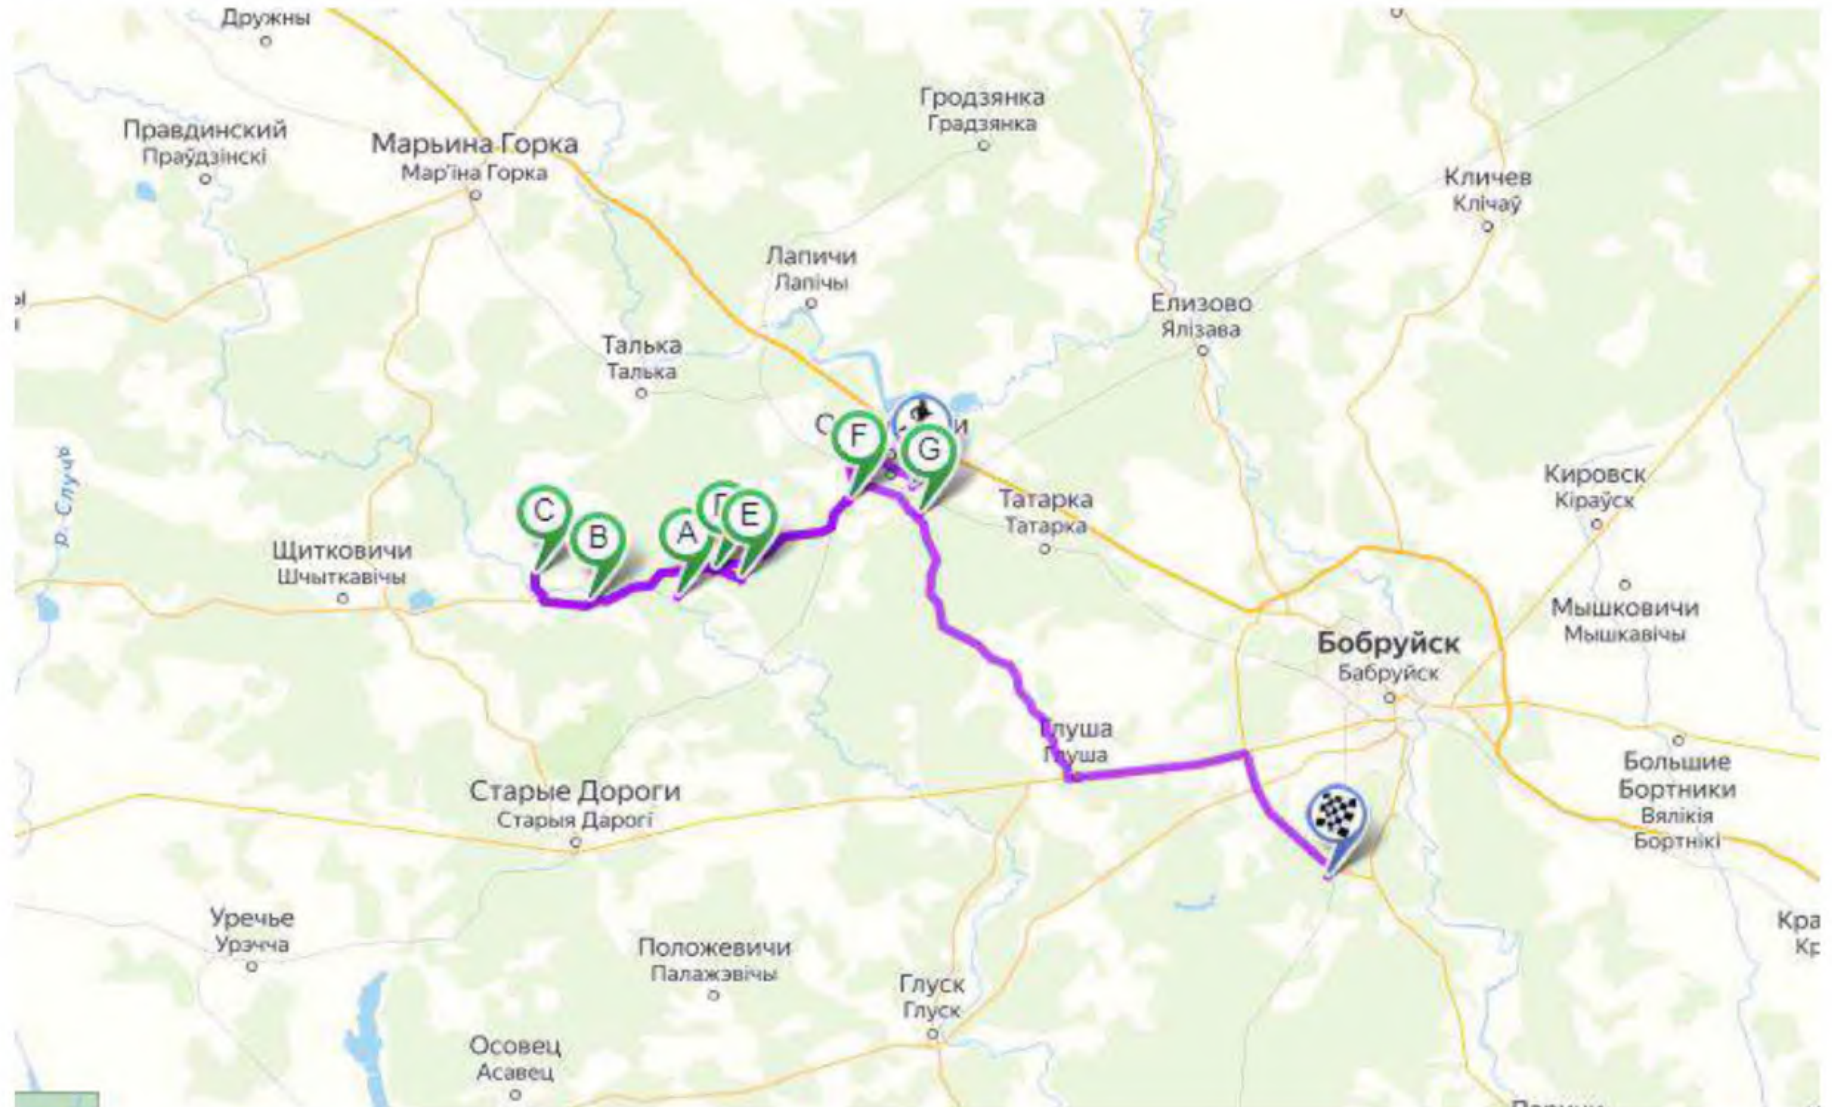 Дружны
Гродзянка
Градзянка
Правдинский
Праўдзінскі
Марьина Горка
Мар'іна Горка
Кличев
Клічаў
Лапичи
Лапічы
Елизово
Ялізава
Талька
Талька
F
G
и
Кировск
Кіраўск
Татарка
Татарка
р. Случь
C
B
A
E
Щитковичи
Шчыткавічы
Мышковичи
Мышкавічы
Бобруйск
Бабруйск
Глуша
Глуша
Большие
Бортники
Вялікія
Бортнікі
Старые Дороги
Старыя Дарогі
Уречье
Урэчча
Положевичи
Палажэвічы
Кра
Кр
Глуск
Глуск
Осовец
Асавец